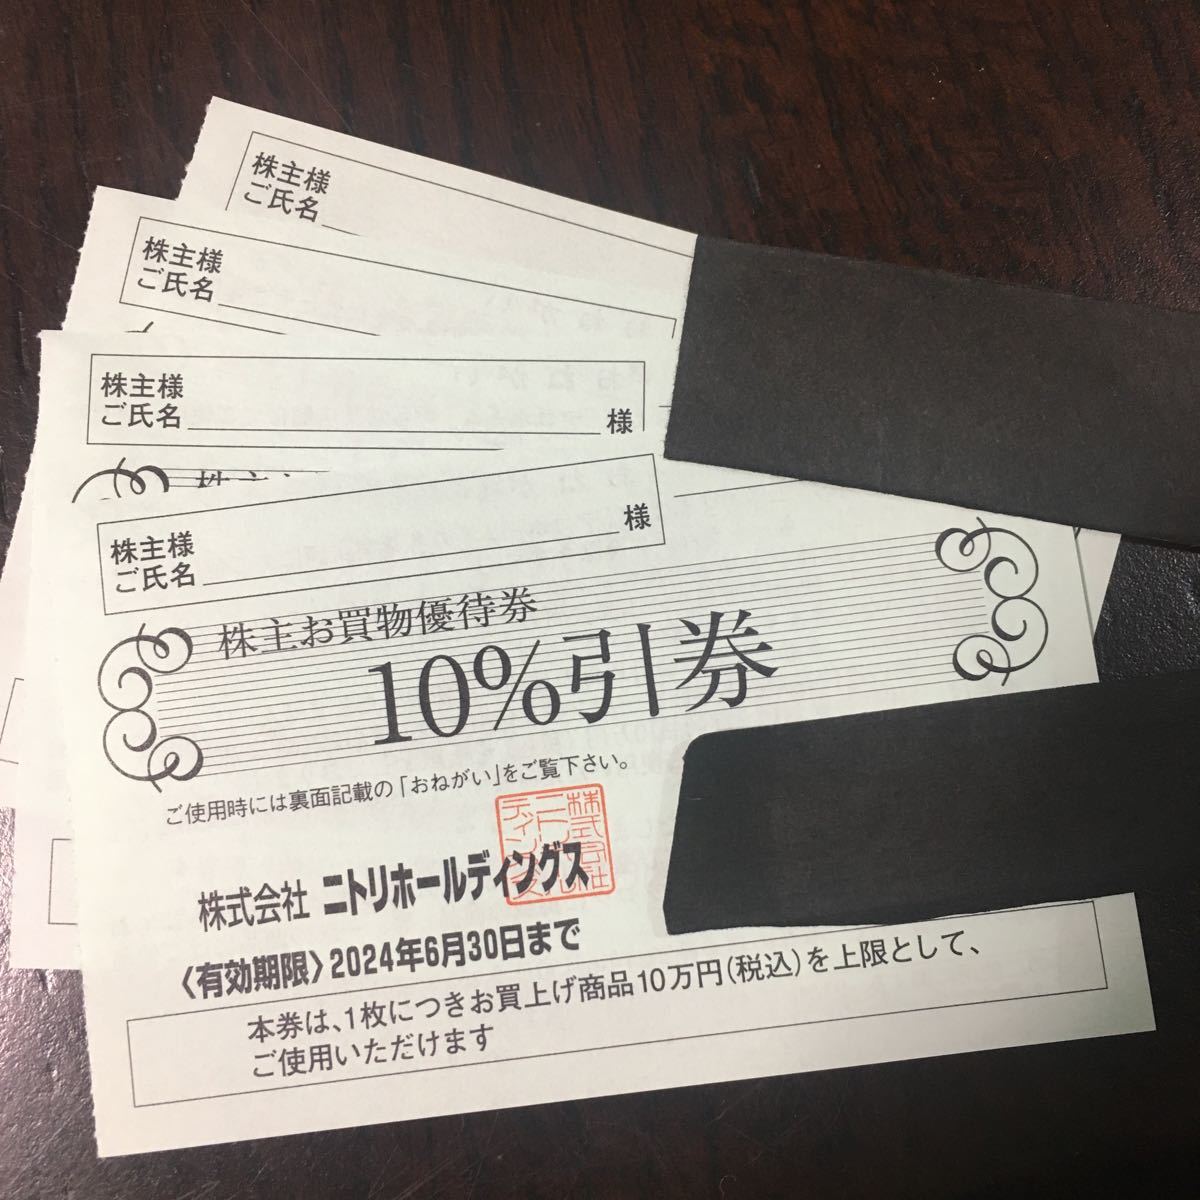 株主様
ご氏名
株主様
ご氏名
株主様
ご氏名
様
株主様
ご氏名
様
株主お買物優待券
10%引券
ご使用時には裏面記載の「おねがい」をご覧下さい。
株式会社 ニトリホールディングス
〈有効期限〉2024年6月30日まで
本券は、1枚につきお買上げ商品10万円(税込)を上限として、
ご使用いただけます